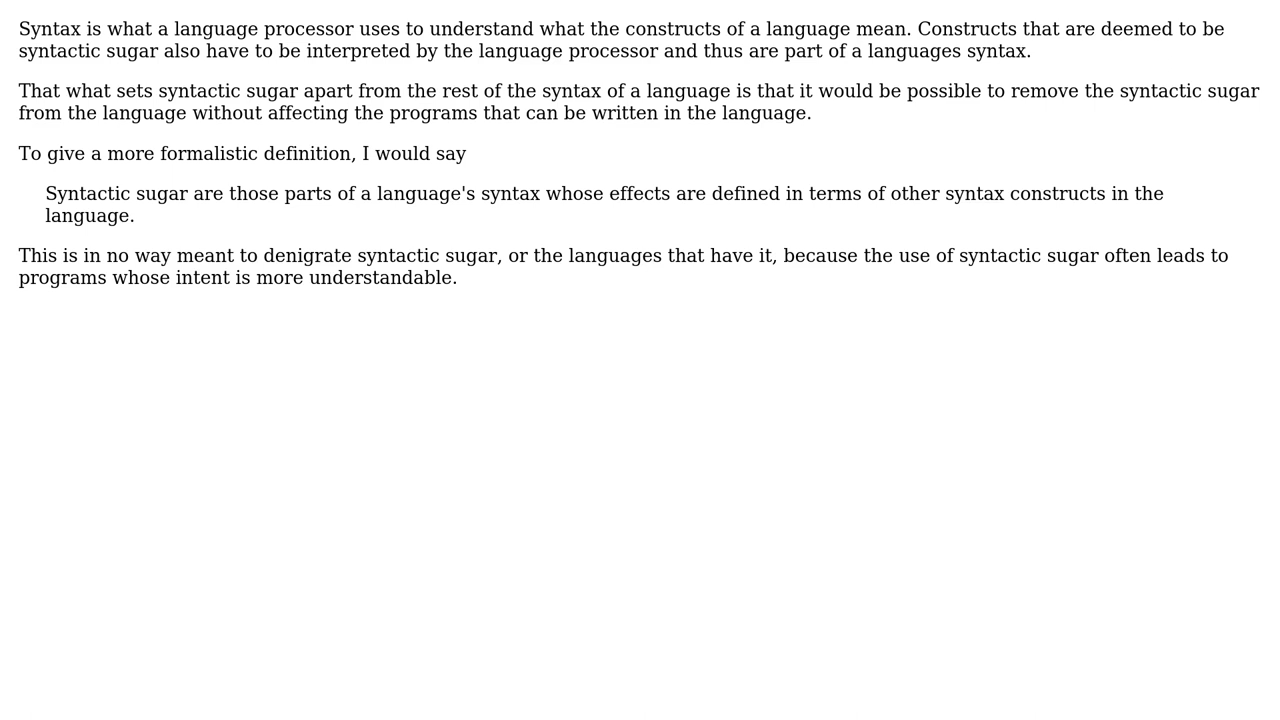 Syntax is what a language processor uses to understand what the constructs of a language mean. Constructs that are deemed to be
syntactic sugar also have to be interpreted by the language processor and thus are part of a languages syntax.
That what sets syntactic sugar apart from the rest of the syntax of a language is that it would be possible to remove the syntactic sugar
from the language without affecting the programs that can be written in the language.
To give a more formalistic definition, I would say
Syntactic sugar are those parts of a language's syntax whose effects are defined in terms of other syntax constructs in the
language.
This is in no way meant to denigrate syntactic sugar, or the languages that have it, because the use of syntactic sugar often leads to
programs whose intent is more understandable.